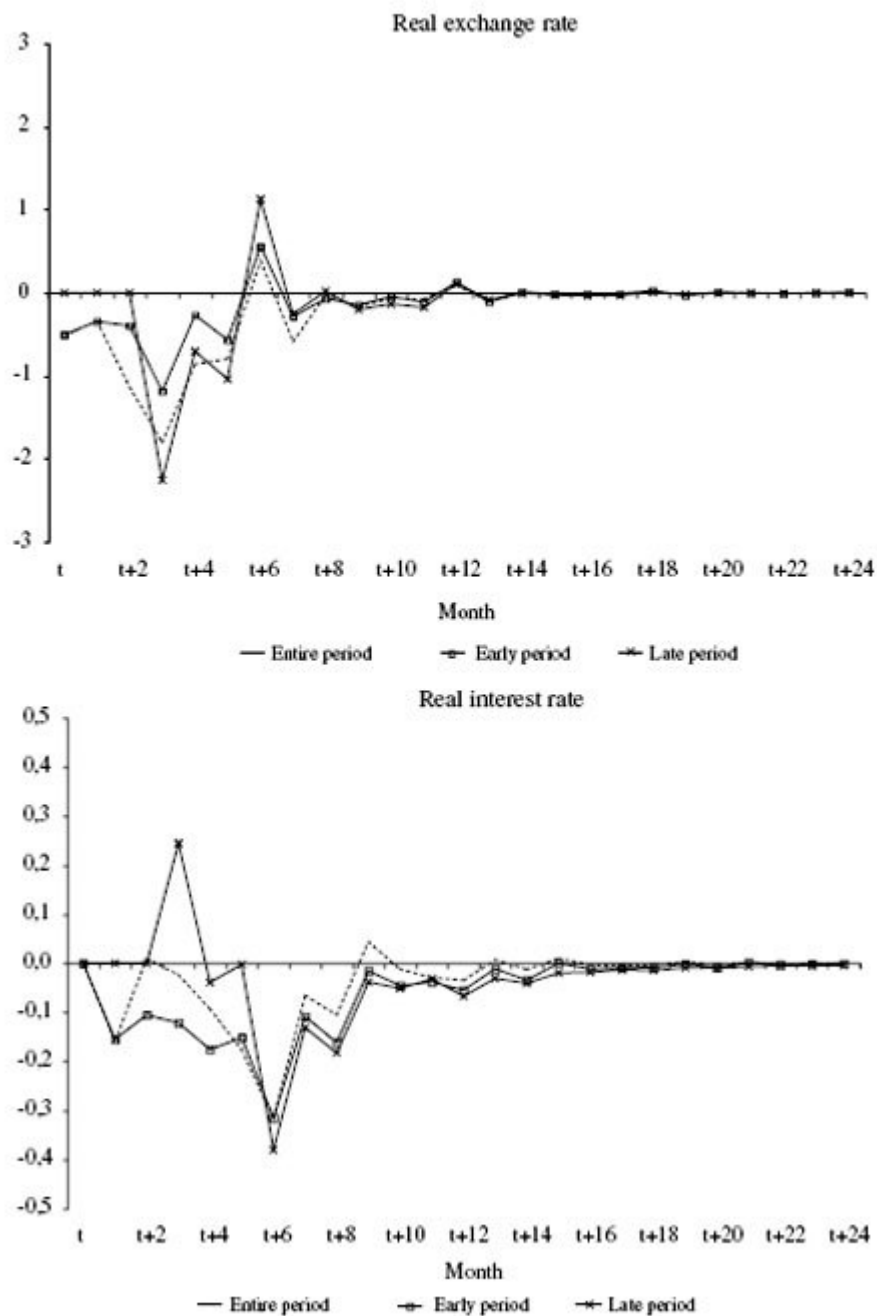 Real exchange rate
3
2
1
0
-1
-2
-3
t t+2 t+4 t+6 t+8 t+10 t+12 t+14 t+16 t+18 t+20 t+22 t+24
Month
Entire period Early period Late period
Real interest rate
0,5
0,4
0,3
0,2
0,1
0,0
-0,1
-0,2
-0,3
-0,4
-0,5
t t+2 t+4 t+6 t+8 t+10 t+12 t+14 t+16 t+18 t+20 t+22 t+24
Month
Entire period Early period Late period